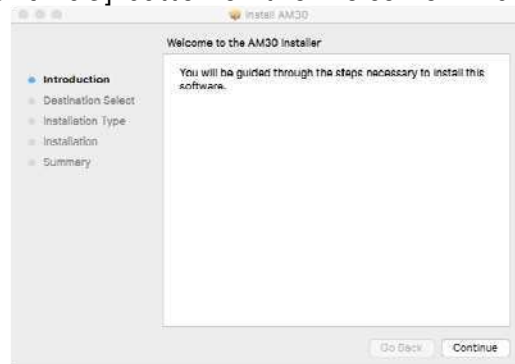 Install AM30
Welcome to the AM30 Installer
You will be guided through the steps necessary to install this
software.
Introduction
Destination Select
Installation Type
Installation
Summary
Go Back
Continue